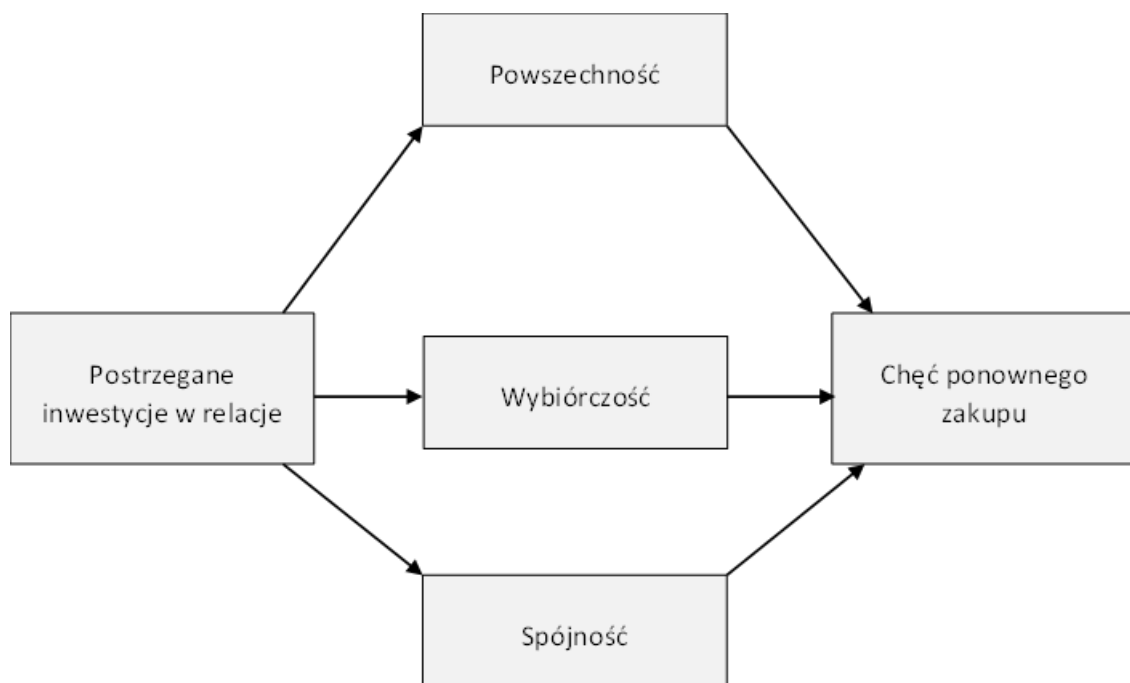 Powszechność
Postrzegane
inwestycje w relacje
Wybiórczość
Chęć ponownego
zakupu
Spójność